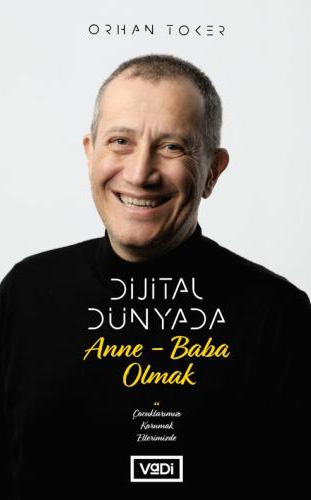 ORHAN TOKER
DİJİTAL
DÜNYADA
Anne - Baba
Olmak
“
Çocuklarımızı
Korumak
Ellerimizde
VaDi